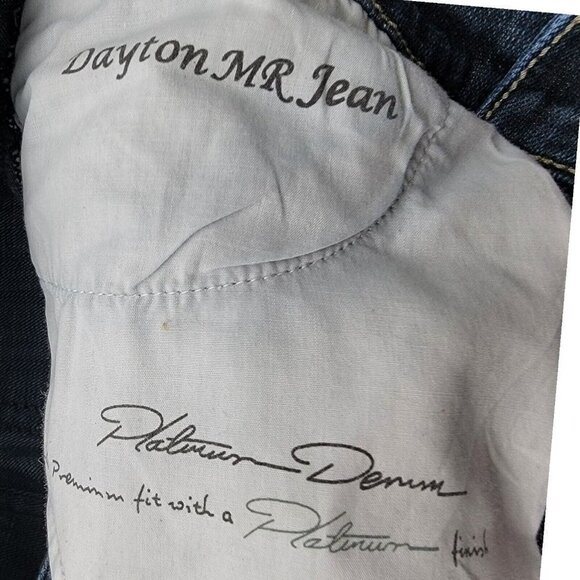 Dayton MR Jean
Platinum Denim
Premium fit with a Platinum finish